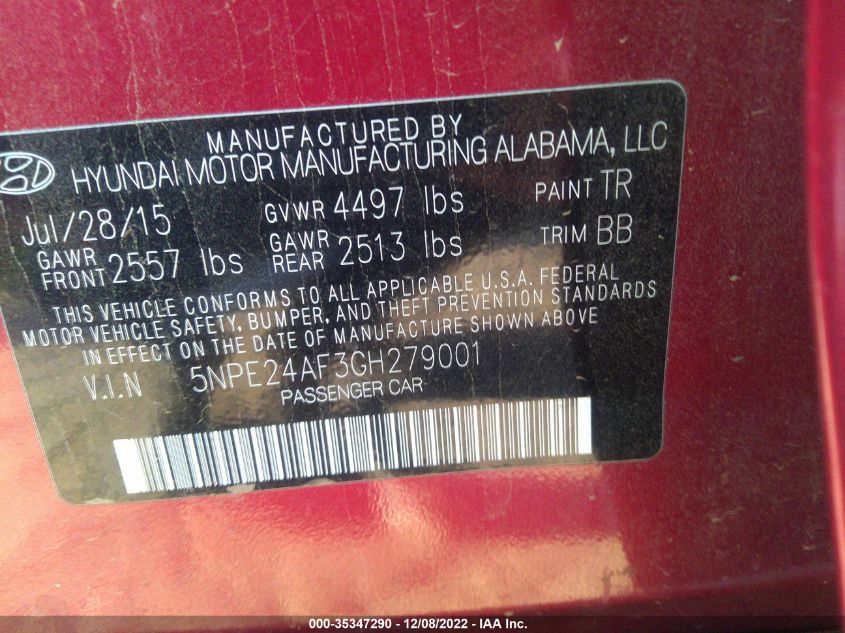 MANUFACTURED BY
HYUNDAI MOTOR MANUFACTURING ALABAMA, LLC
Jul/28/15 GVWR 4497 lbs PAINT TR
GAWR FRONT 2557 lbs GAWR REAR 2513 lbs TRIM BB
THIS VEHICLE CONFORMS TO ALL APPLICABLE U.S.A. FEDERAL
MOTOR VEHICLE SAFETY, BUMPER, AND THEFT PREVENTION STANDARDS
IN EFFECT ON THE DATE OF MANUFACTURE SHOWN ABOVE
V.I.N 5NPE24AF3GH279001
PASSENGER CAR
000-35347290 - 12/08/2022 - IAA Inc.